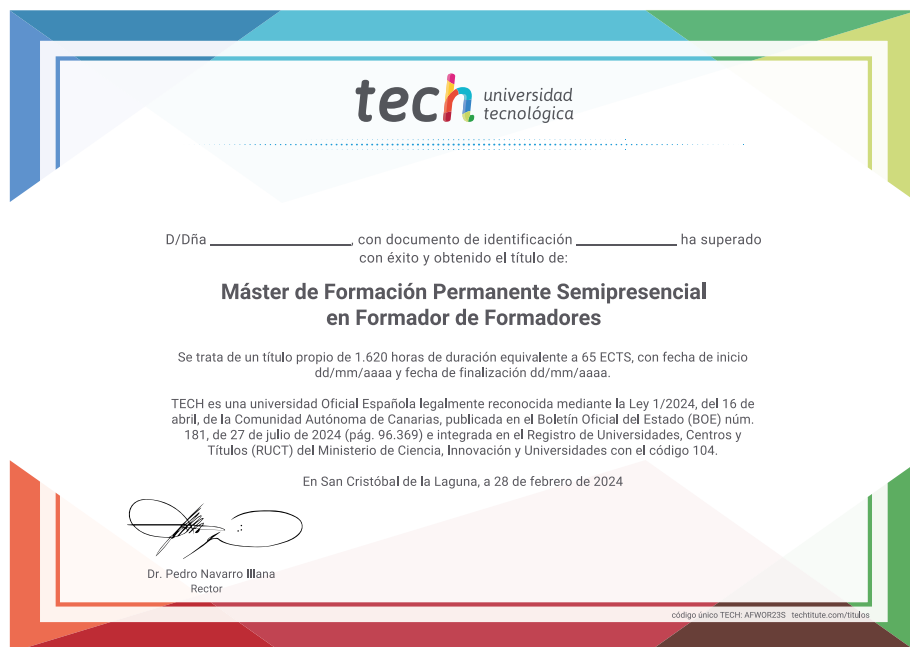 tech universidad
tecnológica
D/Dña ______________, con documento de identificación __________ ha superado
con éxito y obtenido el título de:
Máster de Formación Permanente Semipresencial
en Formador de Formadores
Se trata de un título propio de 1.620 horas de duración equivalente a 65 ECTS, con fecha de inicio
dd/mm/aaaa y fecha de finalización dd/mm/aaaa.
TECH es una universidad Oficial Española legalmente reconocida mediante la Ley 1/2024, del 16 de
abril, de la Comunidad Autónoma de Canarias, publicada en el Boletín Oficial del Estado (BOE) núm.
181, de 27 de julio de 2024 (pág. 96.369) e integrada en el Registro de Universidades, Centros y
Títulos (RUCT) del Ministerio de Ciencia, Innovación y Universidades con el código 104.
En San Cristóbal de la Laguna, a 28 de febrero de 2024
Dr. Pedro Navarro Illana
Rector
código único TECH: AFWOR23S techtitute.com/titulos